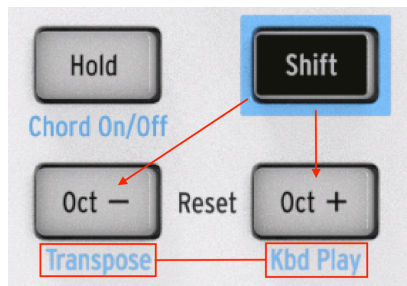 Hold
Shift
Chord On/Off
Oct −
Reset
Oct +
Transpose
Kbd Play